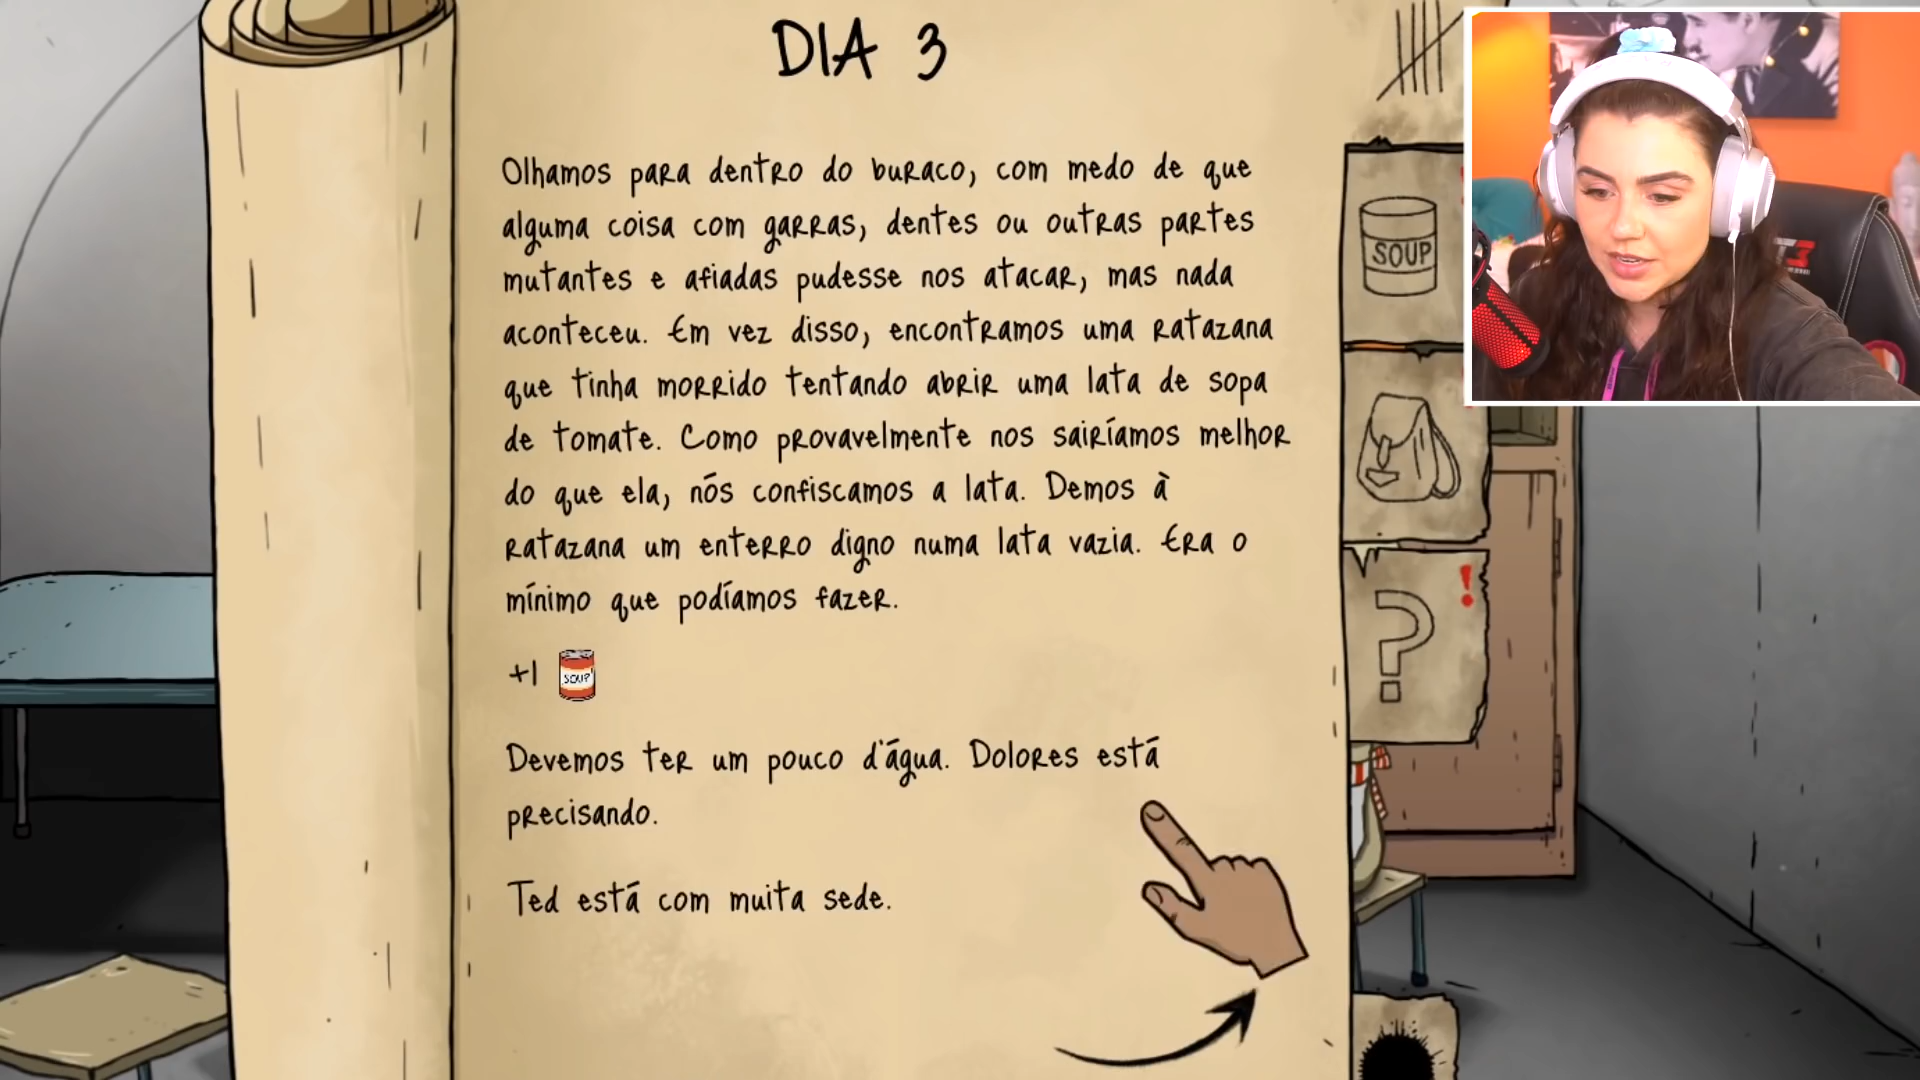 DIA 3
Olhamos para dentro do buraco, com medo de que
alguma coisa com garras, dentes ou outras partes
mutantes e afiadas pudesse nos atacar, mas nada
aconteceu. Em vez disso, encontramos uma ratazana
que tinha morrido tentando abrir uma lata de sopa
de tomate. Como provavelmente nos sairíamos melhor
do que ela, nós confiscamos a lata. Demos à
ratazana um enterro digno numa lata vazia. Era o
mínimo que podíamos fazer.
+1
SOUP
Devemos ter um pouco d'água. Dolores está
precisando.
Ted está com muita sede.
SOUP
?
!